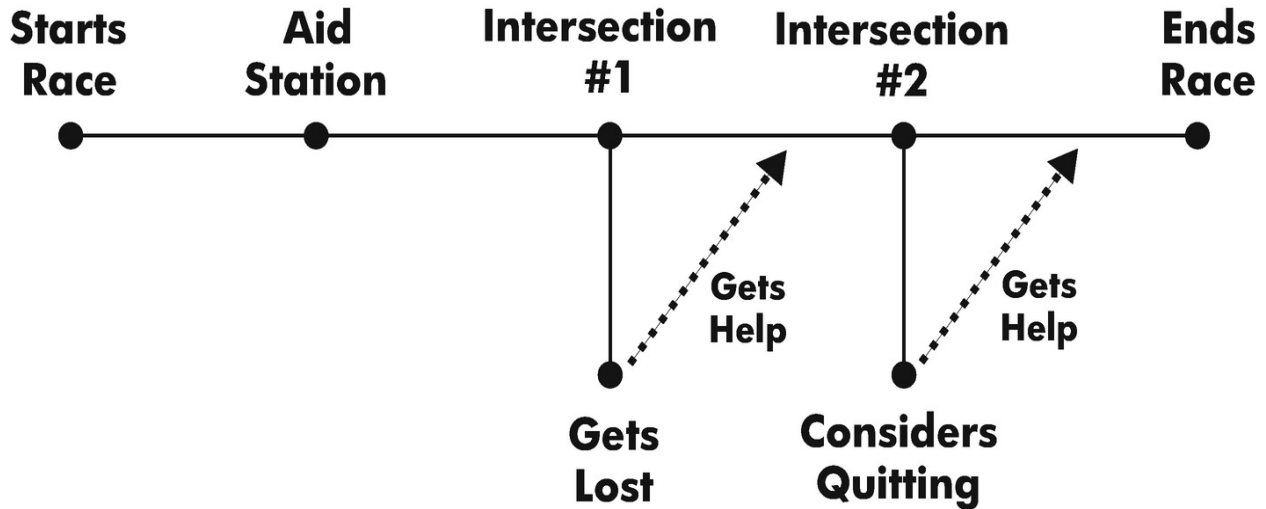 Starts
Race
Aid
Station
Intersection
#1
Intersection
#2
Ends
Race
Gets
Help
Gets
Help
Gets
Lost
Considers
Quitting